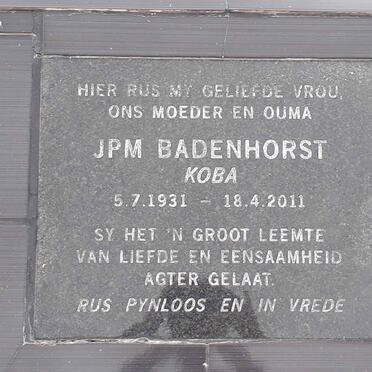 HIER RUS MY GELIEFDE VROU,
ONS MOEDER EN OUMA
JPM BADENHORST
KOBA
5.7.1931 – 18.4.2011
SY HET 'N GROOT LEEMTE
VAN LIEFDE EN EENSAAMHEID
AGTER GELAAT.
RUS PYNLOOS EN IN VREDE